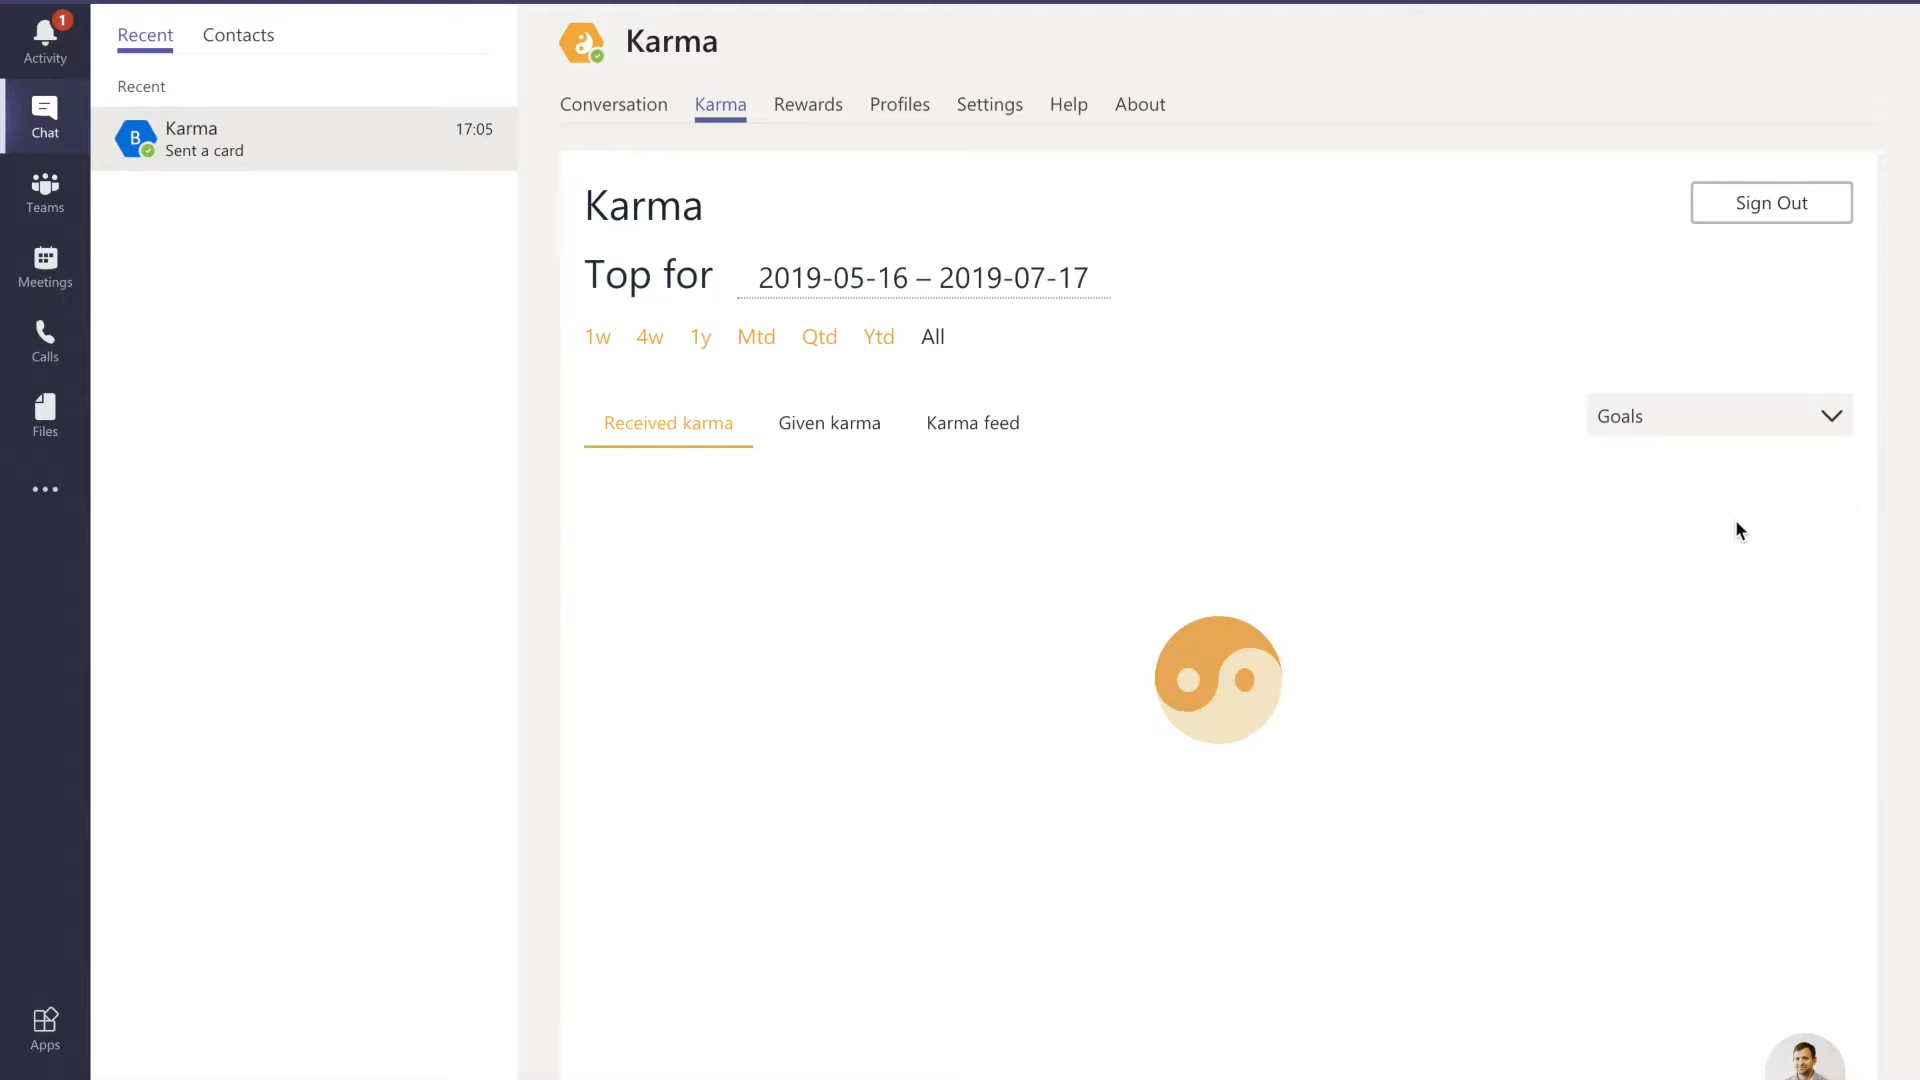 1
Activity
Chat
Teams
Meetings
Calls
Files
Apps
Recent Contacts
Recent
B
Karma 17:05
Sent a card
Karma
Conversation Karma Rewards Profiles Settings Help About
Karma
Sign Out
Top for 2019-05-16 – 2019-07-17
1w 4w 1y Mtd Qtd Ytd All
Received karma Given karma Karma feed
Goals